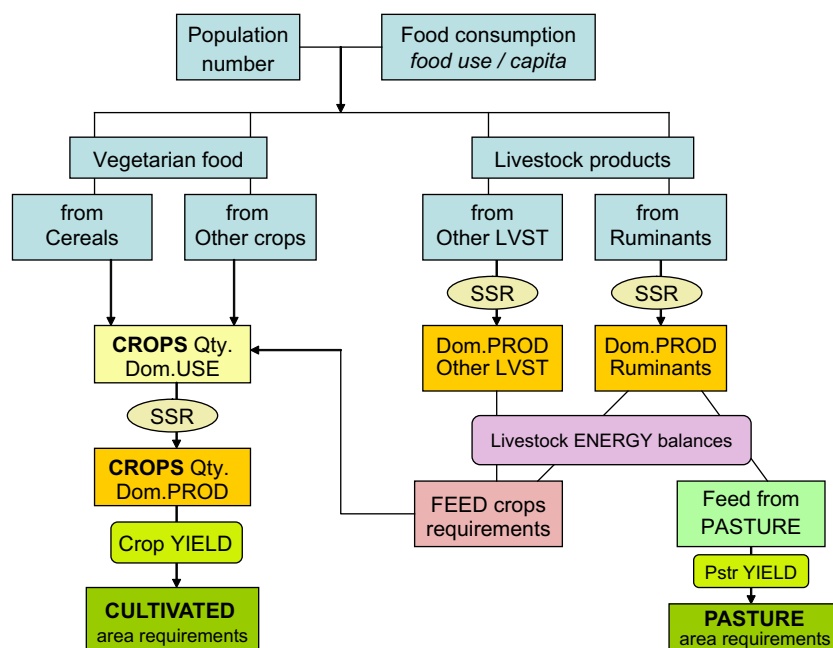 Population
number
Food consumption
food use / capita
Vegetarian food
Livestock products
from
Cereals
from
Other crops
from
Other LVST
from
Ruminants
SSR
SSR
CROPS Qty.
Dom.USE
Dom.PROD
Other LVST
Dom.PROD
Ruminants
SSR
Livestock ENERGY balances
CROPS Qty.
Dom.PROD
FEED crops
requirements
Feed from
PASTURE
Crop YIELD
Pstr YIELD
CULTIVATED
area requirements
PASTURE
area requirements